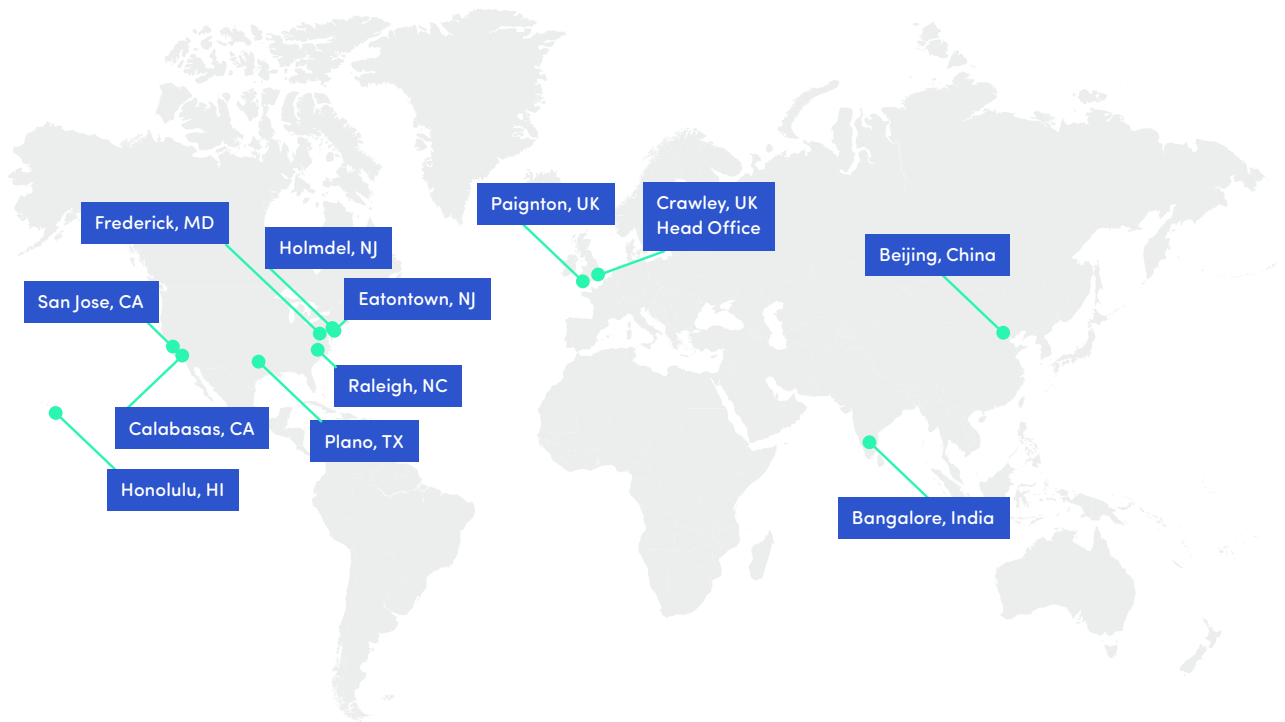 Paignton, UK
Crawley, UK
Head Office
Frederick, MD
Holmdel, NJ
Beijing, China
San Jose, CA
Eatontown, NJ
Raleigh, NC
Calabasas, CA
Plano, TX
Honolulu, HI
Bangalore, India